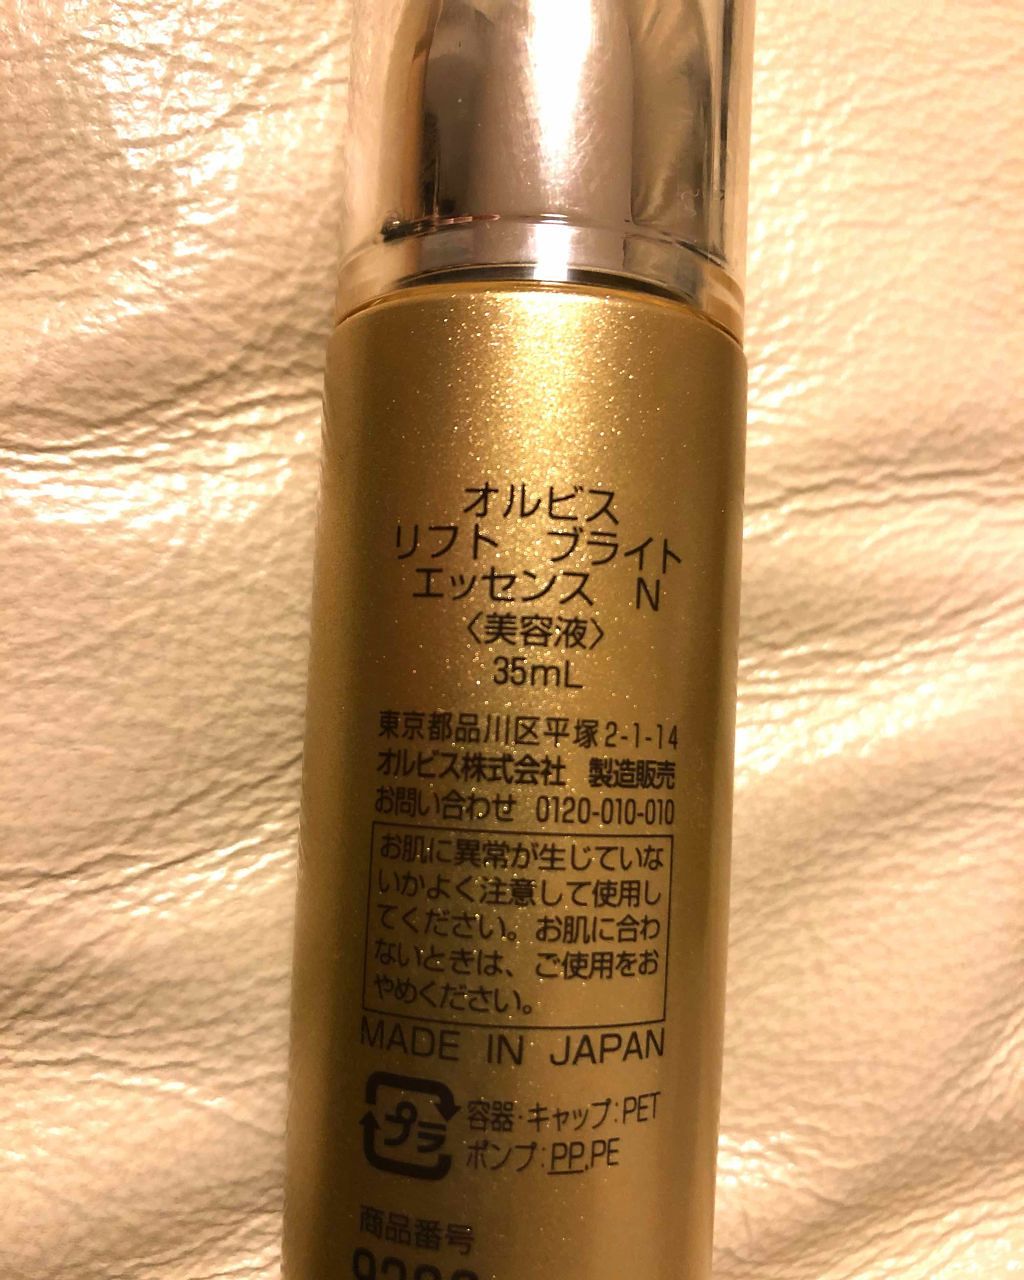 オルビス
リフト　ブライト
エッセンス　N
〈美容液〉
35mL
東京都品川区平塚2-1-14
オルビス株式会社　製造販売
お問い合わせ 0120-010-010
お肌に異常が生じていな
いかよく注意して使用し
てください。お肌に合わ
ないときは、ご使用をお
やめください。
MADE IN JAPAN
プラ
容器・キャップ：PET
ポンプ：PP,PE
商品番号